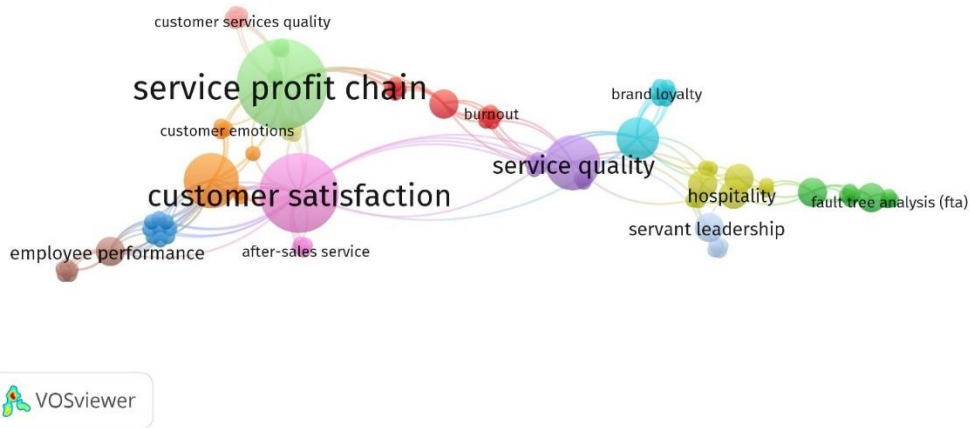 customer services quality
service profit chain
brand loyalty
burnout
customer emotions
service quality
customer satisfaction
hospitality
fault tree analysis (fta)
servant leadership
employee performance
after-sales service
VOSviewer